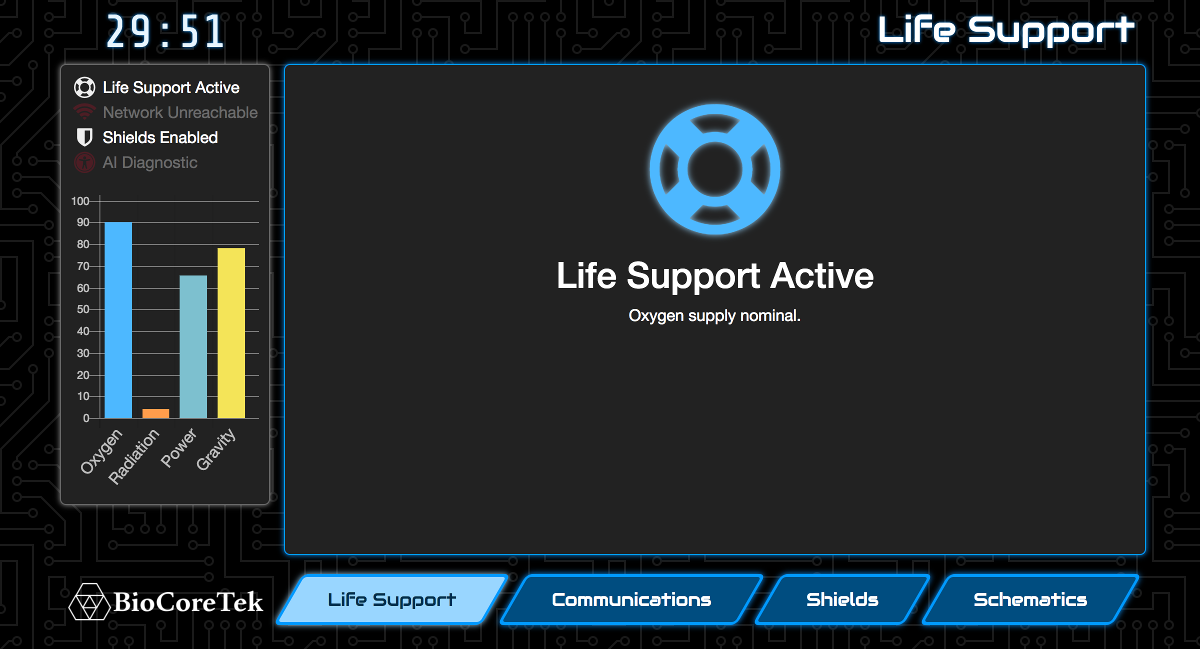 29:51
Life Support
Life Support Active
Network Unreachable
Shields Enabled
AI Diagnostic
100
90
80
70
60
50
40
30
20
10
0
Oxygen
Radiation
Power
Gravity
Life Support Active
Oxygen supply nominal.
BioCoreTek
Life Support
Communications
Shields
Schematics